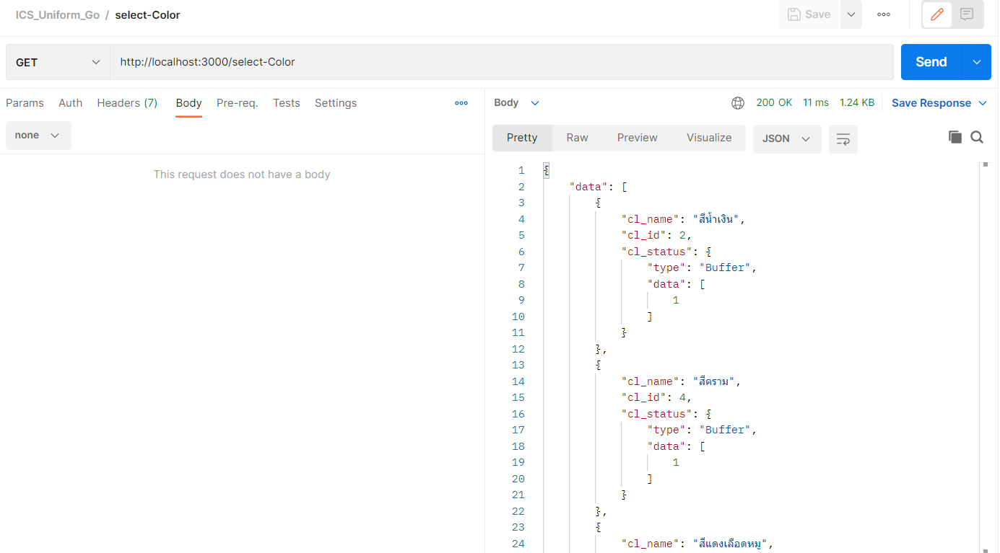 ICS_Uniform_Go / select-Color
Save
GET
http://localhost:3000/select-Color
Send
Params Auth Headers (7) Body Pre-req. Tests Settings
none
This request does not have a body
Body
200 OK 11 ms 1.24 KB Save Response
Pretty Raw Preview Visualize JSON
1 {
2 "data": [
3 {
4 "cl_name": "สีน้ำเงิน",
5 "cl_id": 2,
6 "cl_status": {
7 "type": "Buffer",
8 "data": [
9 1
10 ]
11 }
12 },
13 {
14 "cl_name": "สีคราม",
15 "cl_id": 4,
16 "cl_status": {
17 "type": "Buffer",
18 "data": [
19 1
20 ]
21 }
22 },
23 {
24 "cl_name": "สีแดงเลือดหมู",